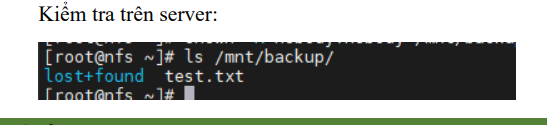 Kiểm tra trên server:
[root@nfs ~]# ls /mnt/backup/
lost+found test.txt
[root@nfs ~]#